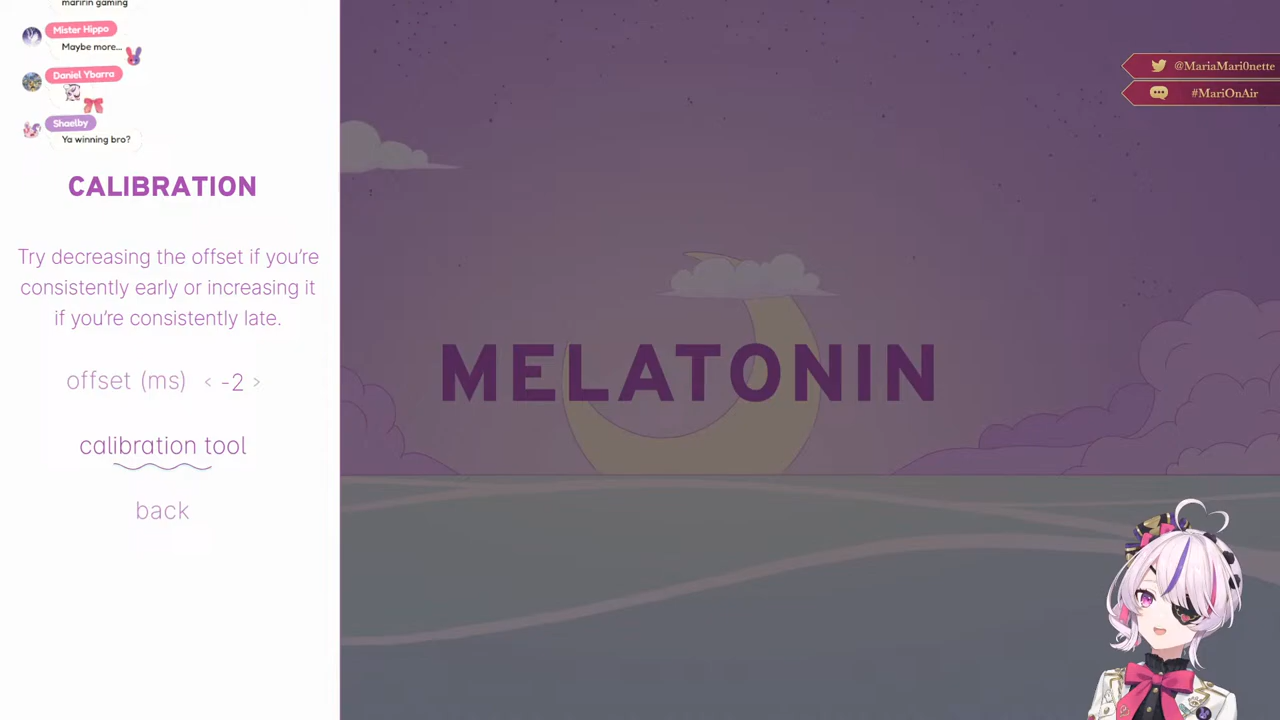 maririn gaming
Mister Hippo
Maybe more...
Daniel Ybarra
Shaelby
Ya winning bro?
CALIBRATION
Try decreasing the offset if you're
consistently early or increasing it
if you're consistently late.
offset (ms) < -2 >
calibration tool
back
MELATONIN
@MariaMari0nette
#MariOnAir